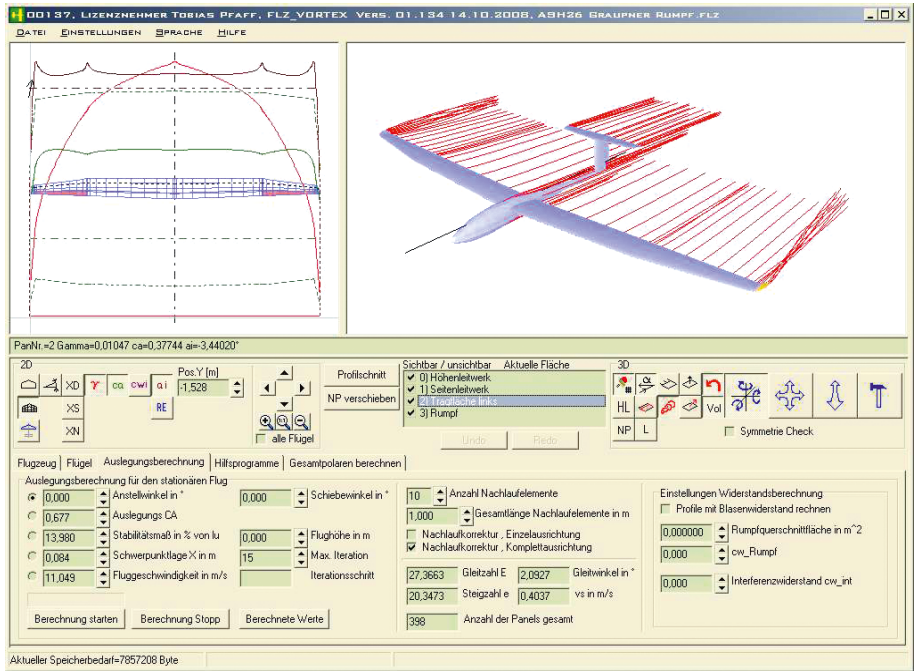 00137, Lizenznehmer Tobias Pfaff, FLZ_VORTEX Vers. 01.134 14.10.2008, A9H26 Graupner Rumpf.flz
Datei Einstellungen Sprache Hilfe
PanNr.=2 Gamma=0,01047 ca=0,37744 ai=-3,44020°
2D
XD γ ca cwi ai
Pos.Y [m]
-1,528
XS
RE
XN
alle Flügel
Profilschnitt
NP verschieben
Sichtbar / unsichtbar Aktuelle Fläche
0) Höhenleitwerk
1) Seitenleitwerk
2) Tragfläche links
3) Rumpf
Undo Redo
3D
α
HL Vol
NP L
Symmetrie Check
Flugzeug Flügel Auslegungsberechnung Hilfsprogramme Gesamtpolaren berechnen
Auslegungsberechnung für den stationären Flug
0,000 Anstellwinkel in °
0,677 Auslegungs CA
13,980 Stabilitätsmaß in % von lu
0,084 Schwerpunktlage X in m
11,049 Fluggeschwindigkeit in m/s
0,000 Schiebewinkel in °
0,000 Flughöhe in m
15 Max. Iteration
Iterationsschritt
Berechnung starten Berechnung Stopp Berechnete Werte
10 Anzahl Nachlaufelemente
1,000 Gesamtlänge Nachlaufelemente in m
Nachlaufkorrektur , Einzelausrichtung
Nachlaufkorrektur , Komplettausrichtung
27,3663 Gleitzahl E 2,0927 Gleitwinkel in °
20,3473 Steigzahl e 0,4037 vs in m/s
398 Anzahl der Panels gesamt
Einstellungen Widerstandsberechnung
Profile mit Blasenwiderstand rechnen
0,000000 Rumpfquerschnittfläche in m^2
0,000 cw_Rumpf
0,000 Interferenzwiderstand cw_int
Aktueller Speicherbedarf=7857208 Byte